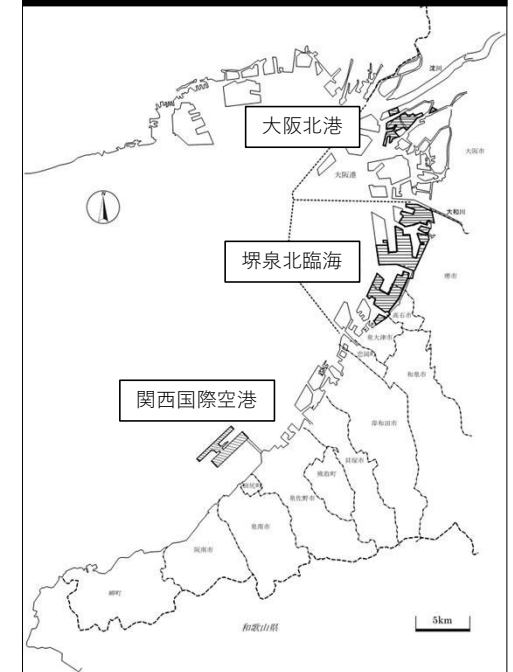 N
淀川
大阪北港
大阪市
大阪港
大和川
堺泉北臨海
堺市
高石市
泉大津市
忠岡町
和泉市
関西国際空港
岸和田市
貝塚市
熊取町
田尻町
泉佐野市
泉南市
阪南市
岬町
和歌山県
5km